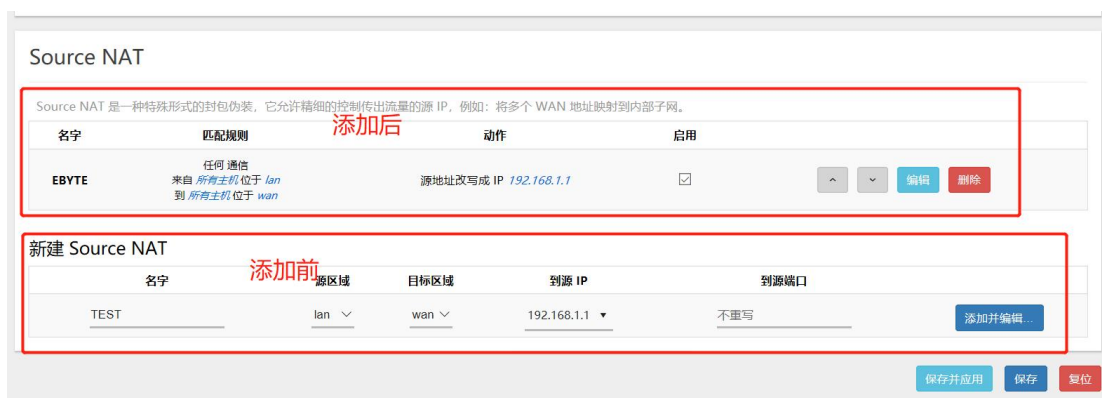 Source NAT
Source NAT 是一种特殊形式的封包伪装，它允许精细的控制传出流量的源 IP，例如：将多个 WAN 地址映射到内部子网。
添加后
名字 匹配规则 动作 启用
任何 通信
EBYTE 来自 所有主机 位于 lan 源地址改写成 IP 192.168.1.1 编辑 删除
到 所有主机 位于 wan
新建 Source NAT
添加前
名字 源区域 目标区域 到源 IP 到源端口
TEST lan wan 192.168.1.1 不重写 添加并编辑...
保存并应用 保存 复位